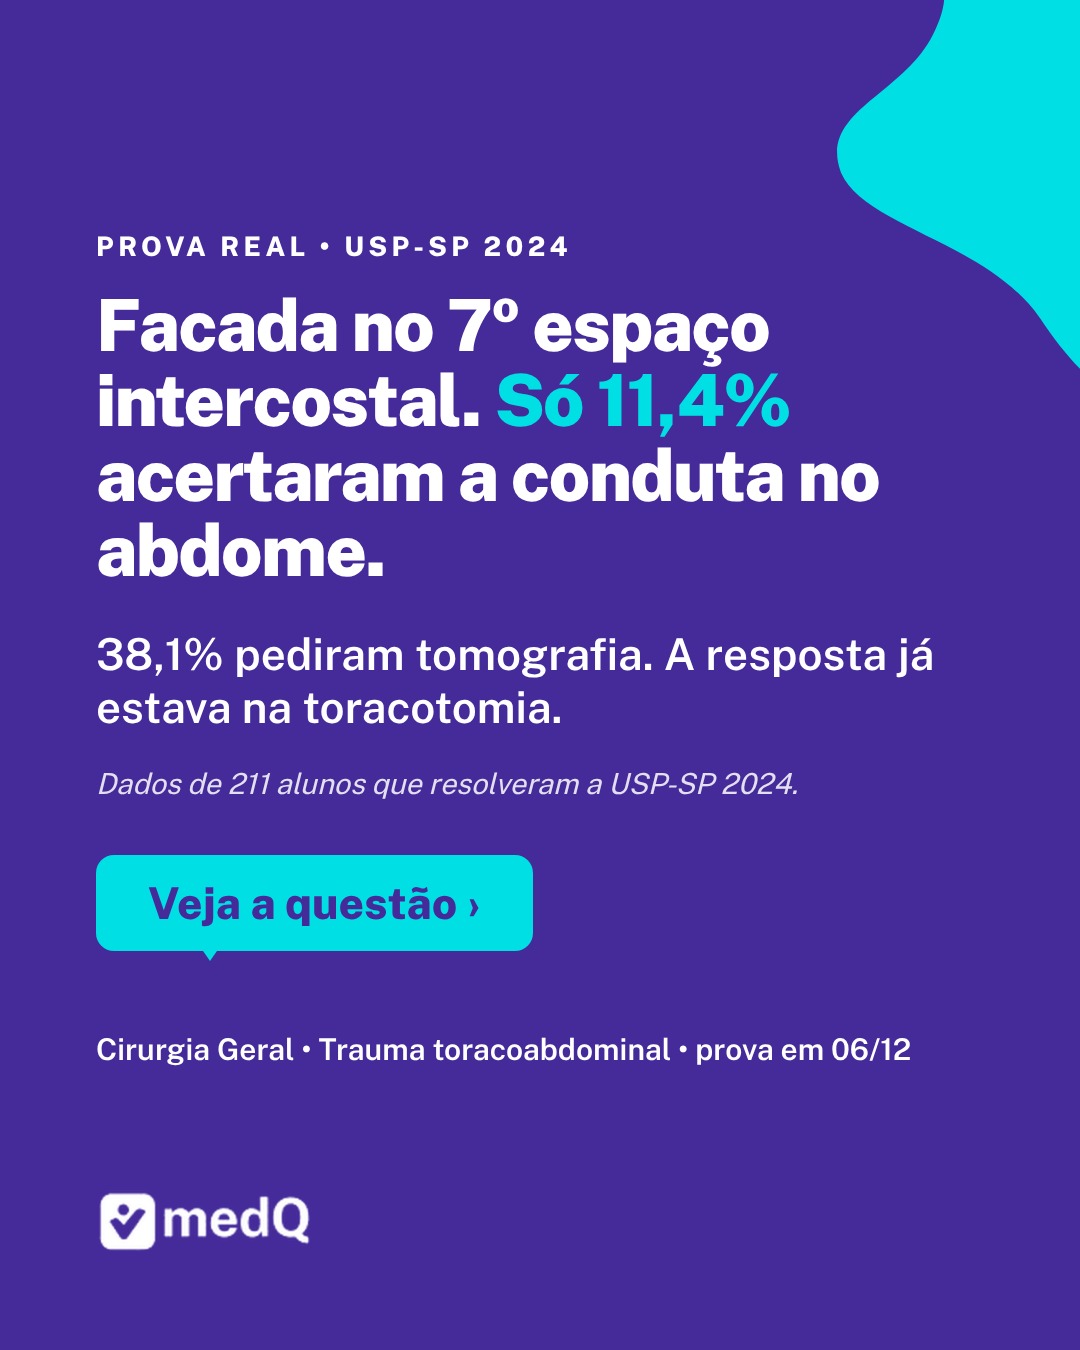 PROVA REAL • USP-SP 2024
Facada no 7º espaço
intercostal. Só 11,4%
acertaram a conduta no
abdome.
38,1% pediram tomografia. A resposta já
estava na toracotomia.
Dados de 211 alunos que resolveram a USP-SP 2024.
Veja a questão ›
Cirurgia Geral • Trauma toracoabdominal • prova em 06/12
medQ